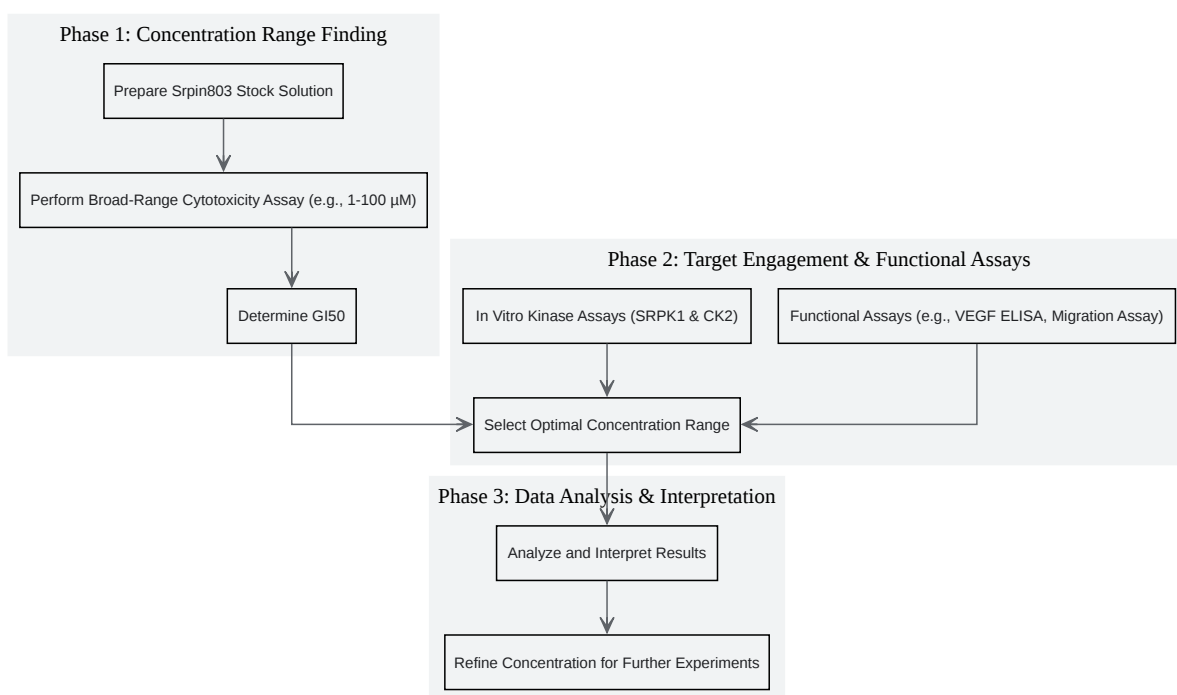 Phase 1: Concentration Range Finding
Prepare Srpin803 Stock Solution
Perform Broad-Range Cytotoxicity Assay (e.g., 1-100 µM)
Determine GI50
Phase 2: Target Engagement & Functional Assays
In Vitro Kinase Assays (SRPK1 & CK2)
Functional Assays (e.g., VEGF ELISA, Migration Assay)
Select Optimal Concentration Range
Phase 3: Data Analysis & Interpretation
Analyze and Interpret Results
Refine Concentration for Further Experiments